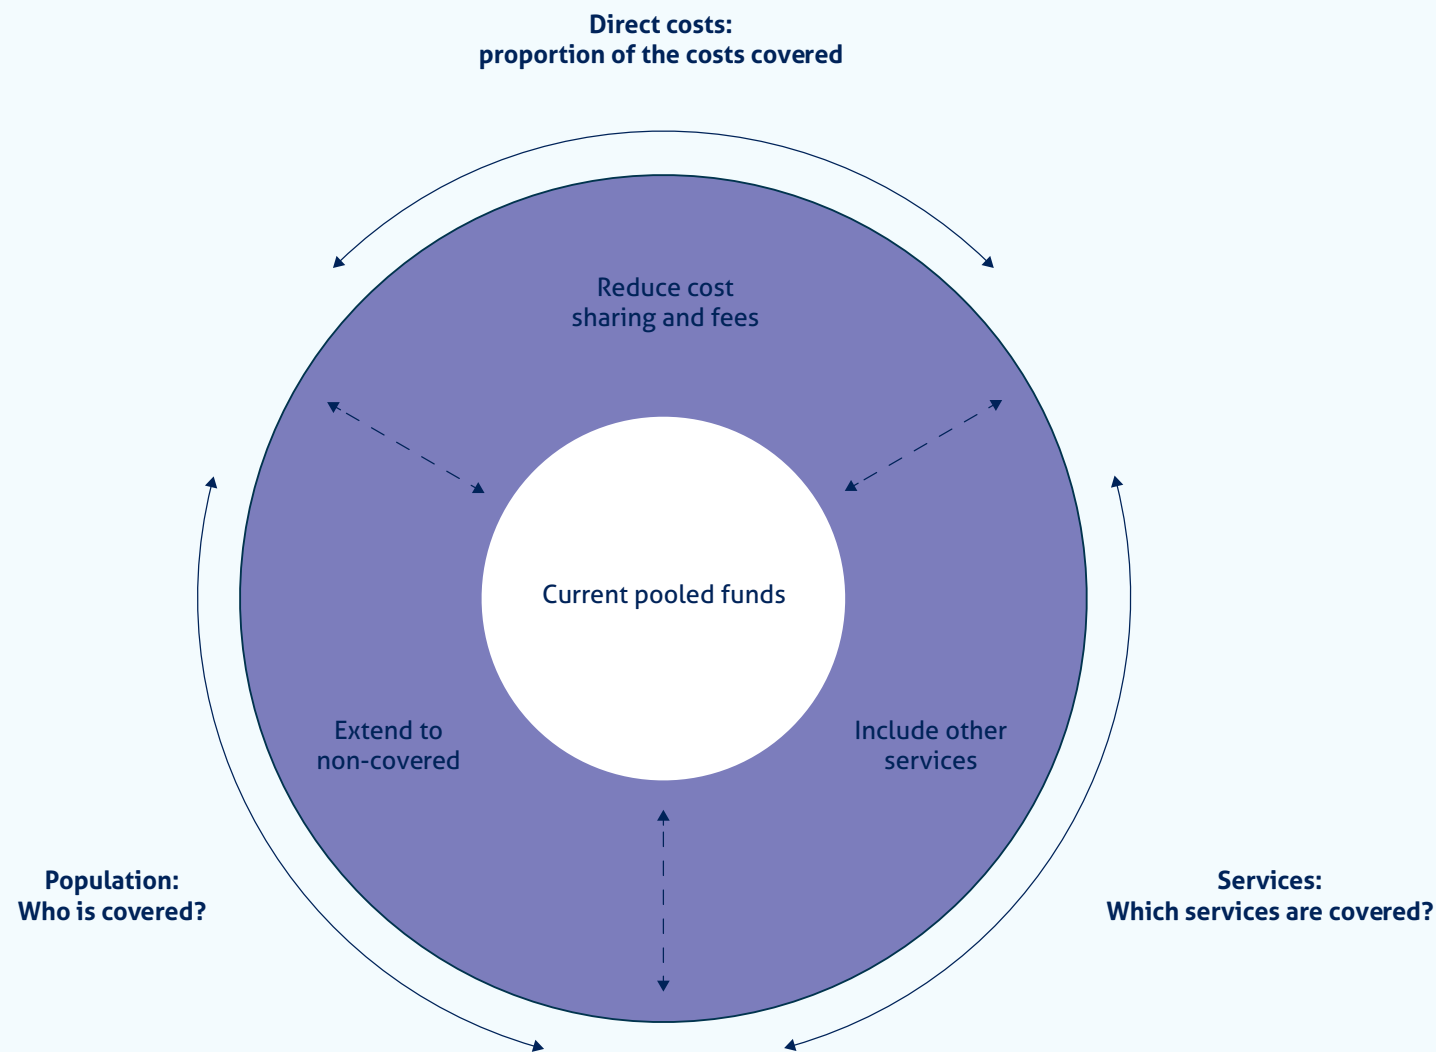 Direct costs:
proportion of the costs covered
Reduce cost
sharing and fees
Current pooled funds
Extend to
non-covered
Include other
services
Population:
Who is covered?
Services:
Which services are covered?